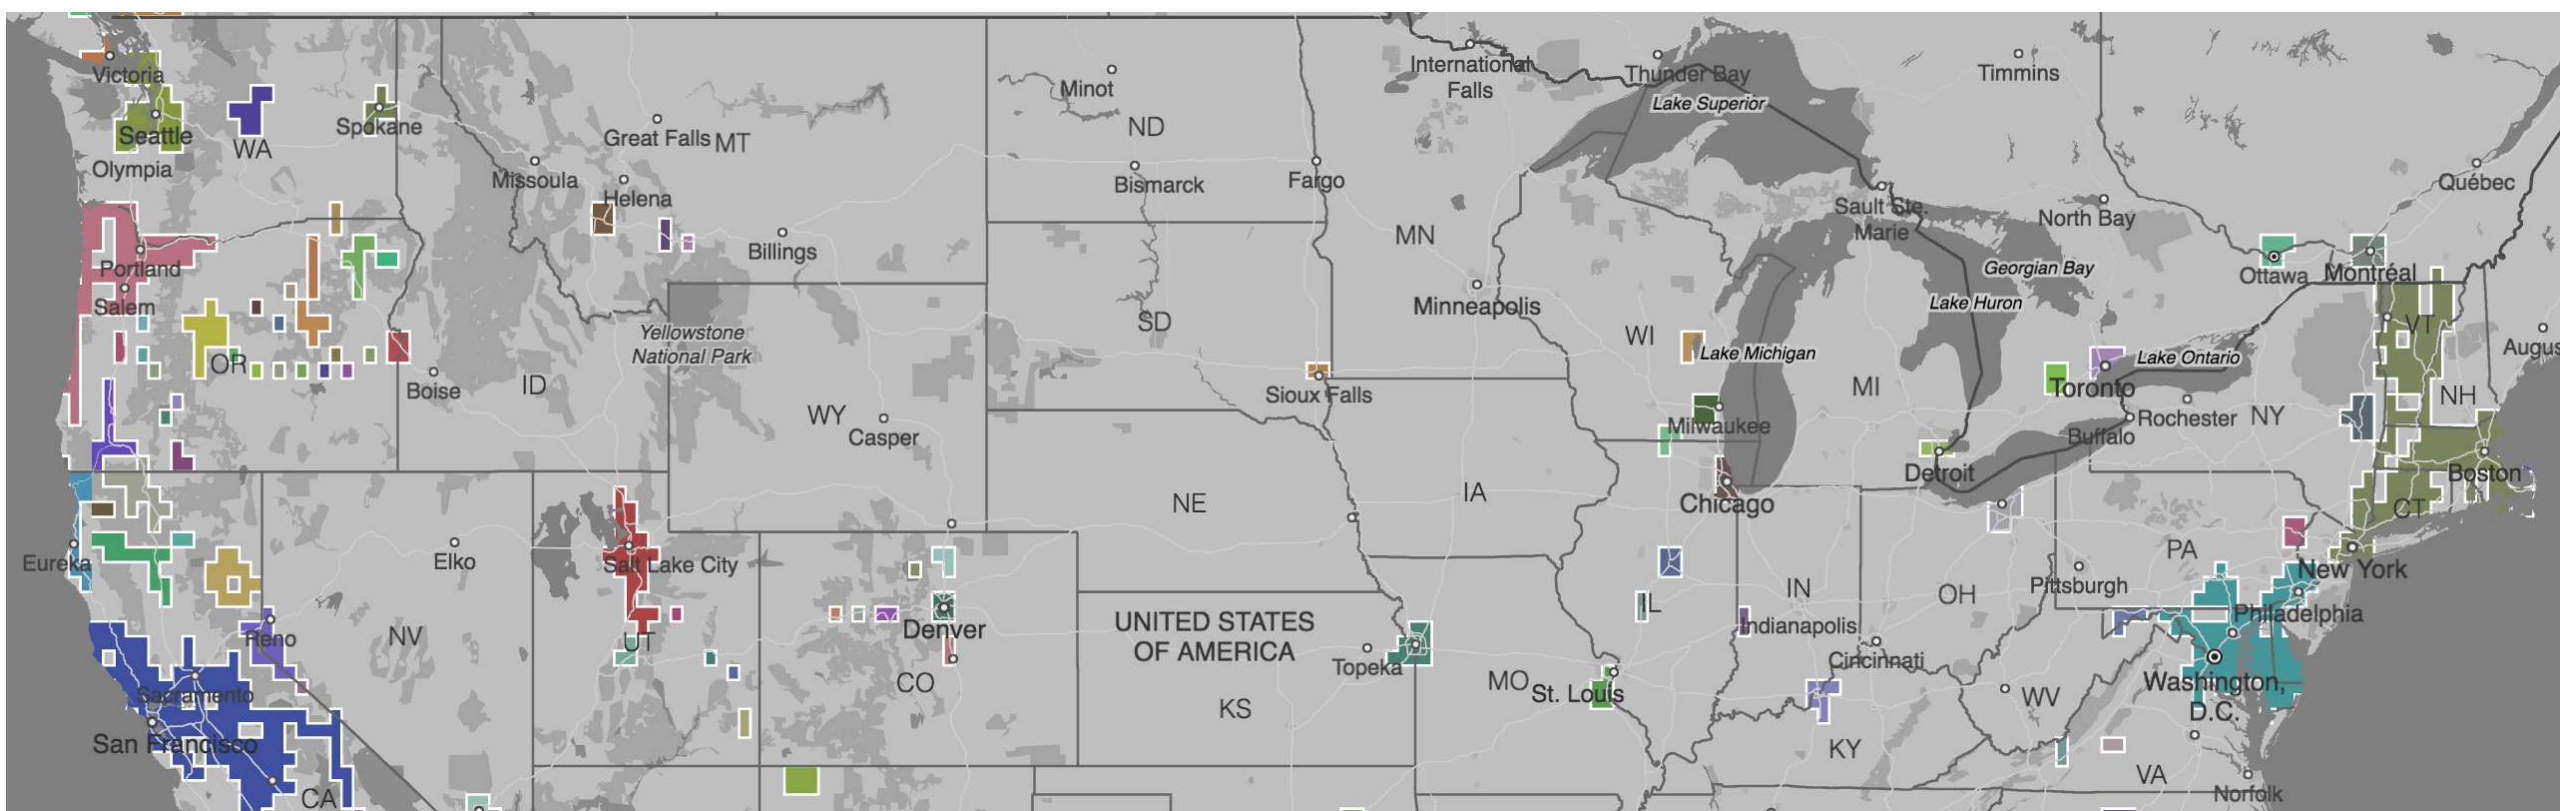 Victoria
Seattle
Olympia
WA
Spokane
Great Falls
MT
Missoula
Helena
Billings
Minot
ND
Bismarck
Fargo
International
Falls
Thunder Bay
Lake Superior
Timmins
Québec
Sault Ste.
Marie
North Bay
Ottawa
Montréal
Georgian Bay
Lake Huron
Portland
Salem
OR
Boise
ID
Yellowstone
National Park
WY
Casper
SD
Sioux Falls
MN
Minneapolis
WI
Lake Michigan
Milwaukee
MI
Detroit
Toronto
Lake Ontario
Buffalo
Rochester
NY
VT
NH
Augus
Boston
CT
Eureka
Elko
Reno
NV
Salt Lake City
UT
Denver
CO
NE
IA
Chicago
IL
IN
Indianapolis
OH
Cincinnati
Pittsburgh
PA
New York
Philadelphia
UNITED STATES
OF AMERICA
Topeka
KS
MO
St. Louis
KY
WV
Washington,
D.C.
VA
Norfolk
Sacramento
San Francisco
CA